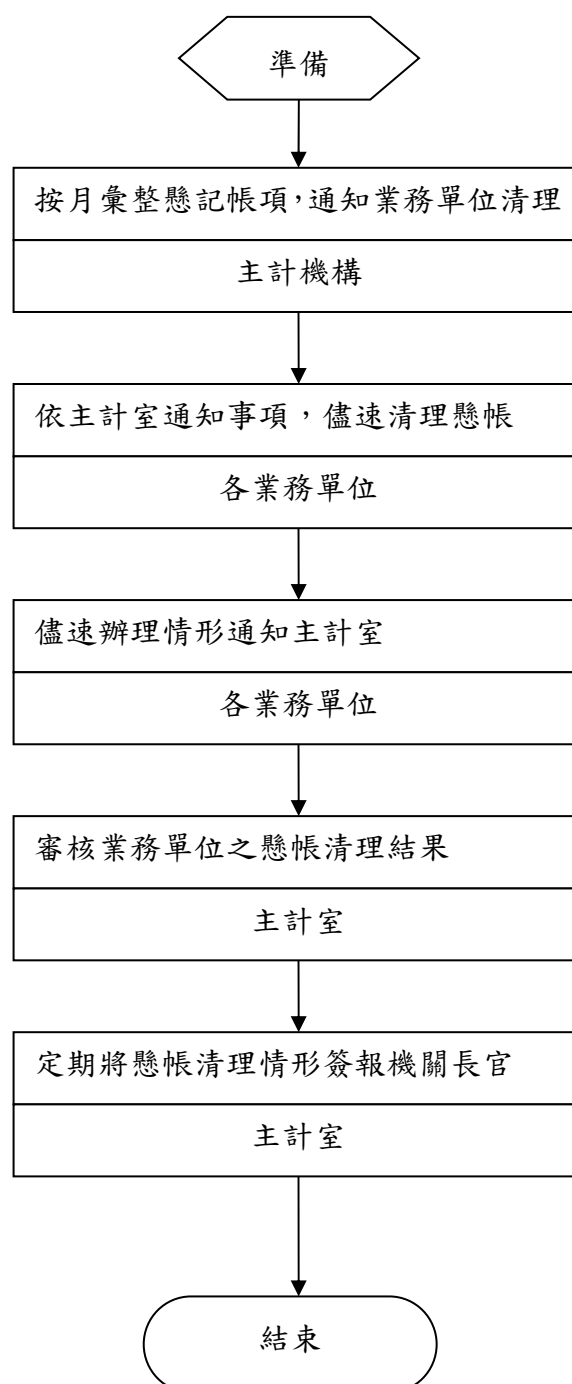 準備
按月彙整懸記帳項，通知業務單位清理
主計機構
依主計室通知事項，儘速清理懸帳
各業務單位
儘速辦理情形通知主計室
各業務單位
審核業務單位之懸帳清理結果
主計室
定期將懸帳清理情形簽報機關長官
主計室
結束